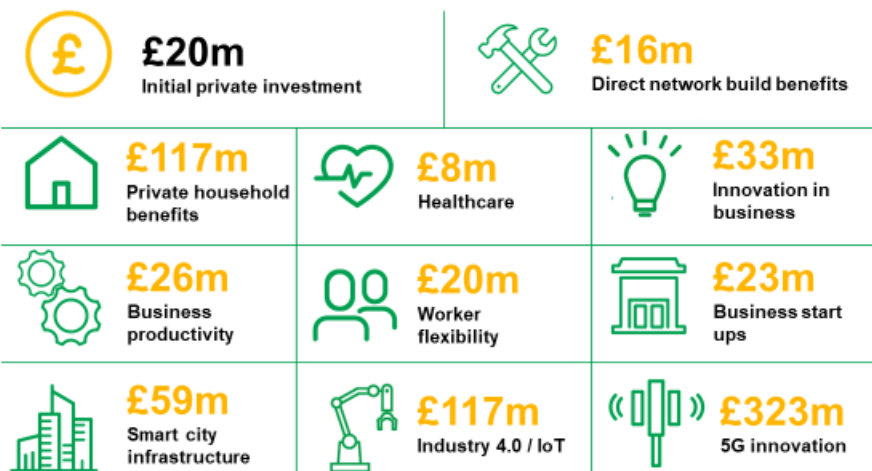 £
£20m
Initial private investment
£16m
Direct network build benefits
£117m
Private household
benefits
£8m
Healthcare
£33m
Innovation in
business
£26m
Business
productivity
£20m
Worker
flexibility
£23m
Business start
ups
£59m
Smart city
infrastructure
£117m
Industry 4.0 / IoT
£323m
5G innovation